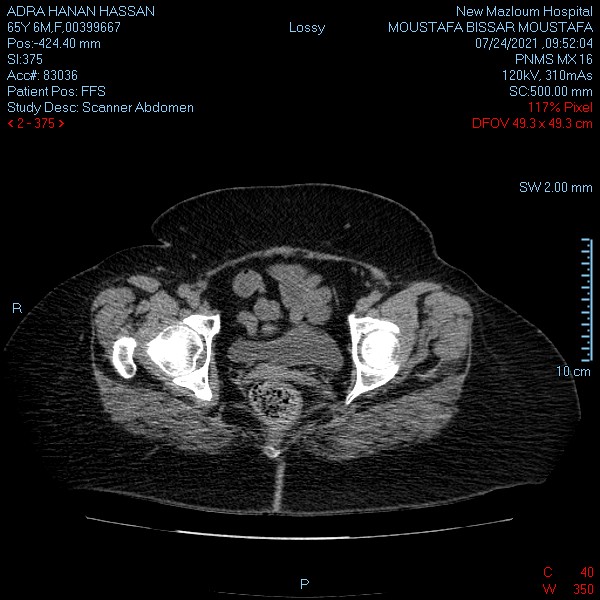 ADRA HANAN HASSAN
65Y 6M,F,00399667
Pos:-424.40 mm
SI:375
Acc#: 83036
Patient Pos: FFS
Study Desc: Scanner Abdomen
< 2 - 375 >
Lossy
New Mazloum Hospital
MOUSTAFA BISSAR MOUSTAFA
07/24/2021 ,09:52:04
PNMS MX 16
120kV, 310mAs
SC:500.00 mm
117% Pixel
DFOV 49.3 x 49.3 cm
SW 2.00 mm
R
10 cm
P
C 40
W 350